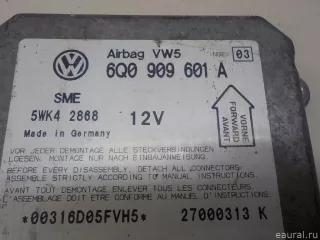 Airbag VW5
INDEX 03
6Q0 909 601 A
SME
5WK4 2868 12V
Made in Germany
VORNE
FORWARD
AVANT
VOR JEDER DEMONTAGE ALLE STECKVERBINDUNGEN
LOESEN. MONTAGE NUR NACH EINBAUANWEISUNG
BEFORE EVERY DISASSEMBLY, DETACH ALL CONNECTORS.
ASSEMBLE STRICTLY ACCORDING TO MANUAL
AVANT TOUT DEMONTAGE ENLEVER TOUS LES CONNECTEURS
L'ASSEMBLAGE DOIT ETRE CONFORME AU MANUEL D'EMPLOI
*00316D05FVH5* 27000313 K
eaural.ru